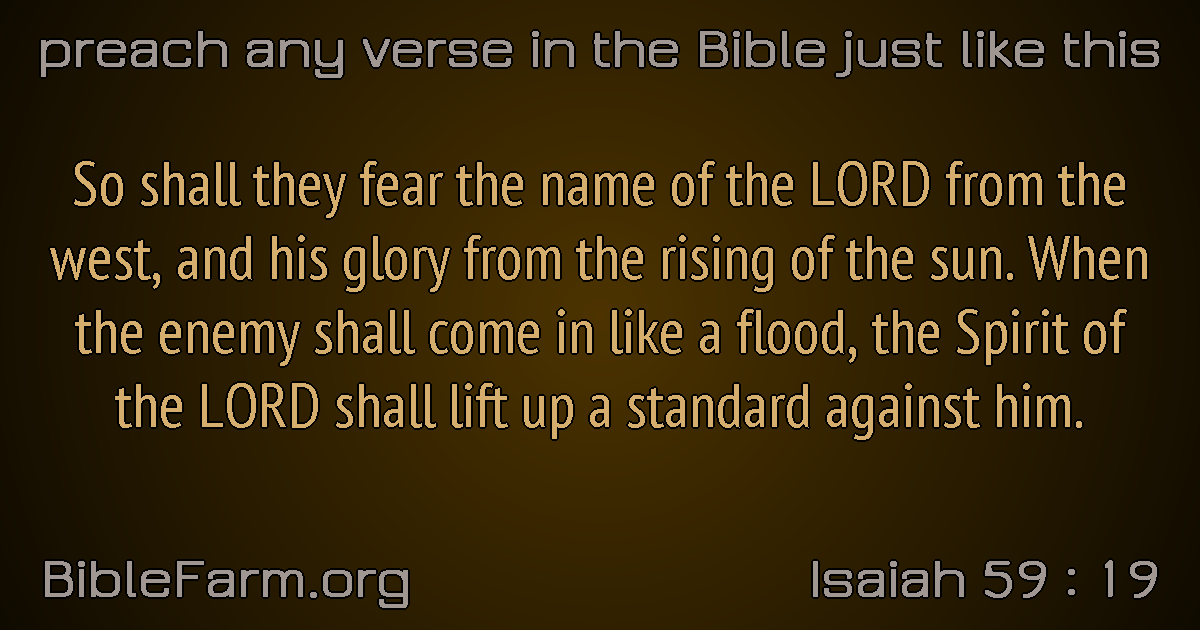 preach any verse in the Bible just like this
So shall they fear the name of the LORD from the
west, and his glory from the rising of the sun. When
the enemy shall come in like a flood, the Spirit of
the LORD shall lift up a standard against him.
BibleFarm.org
Isaiah 59 : 19